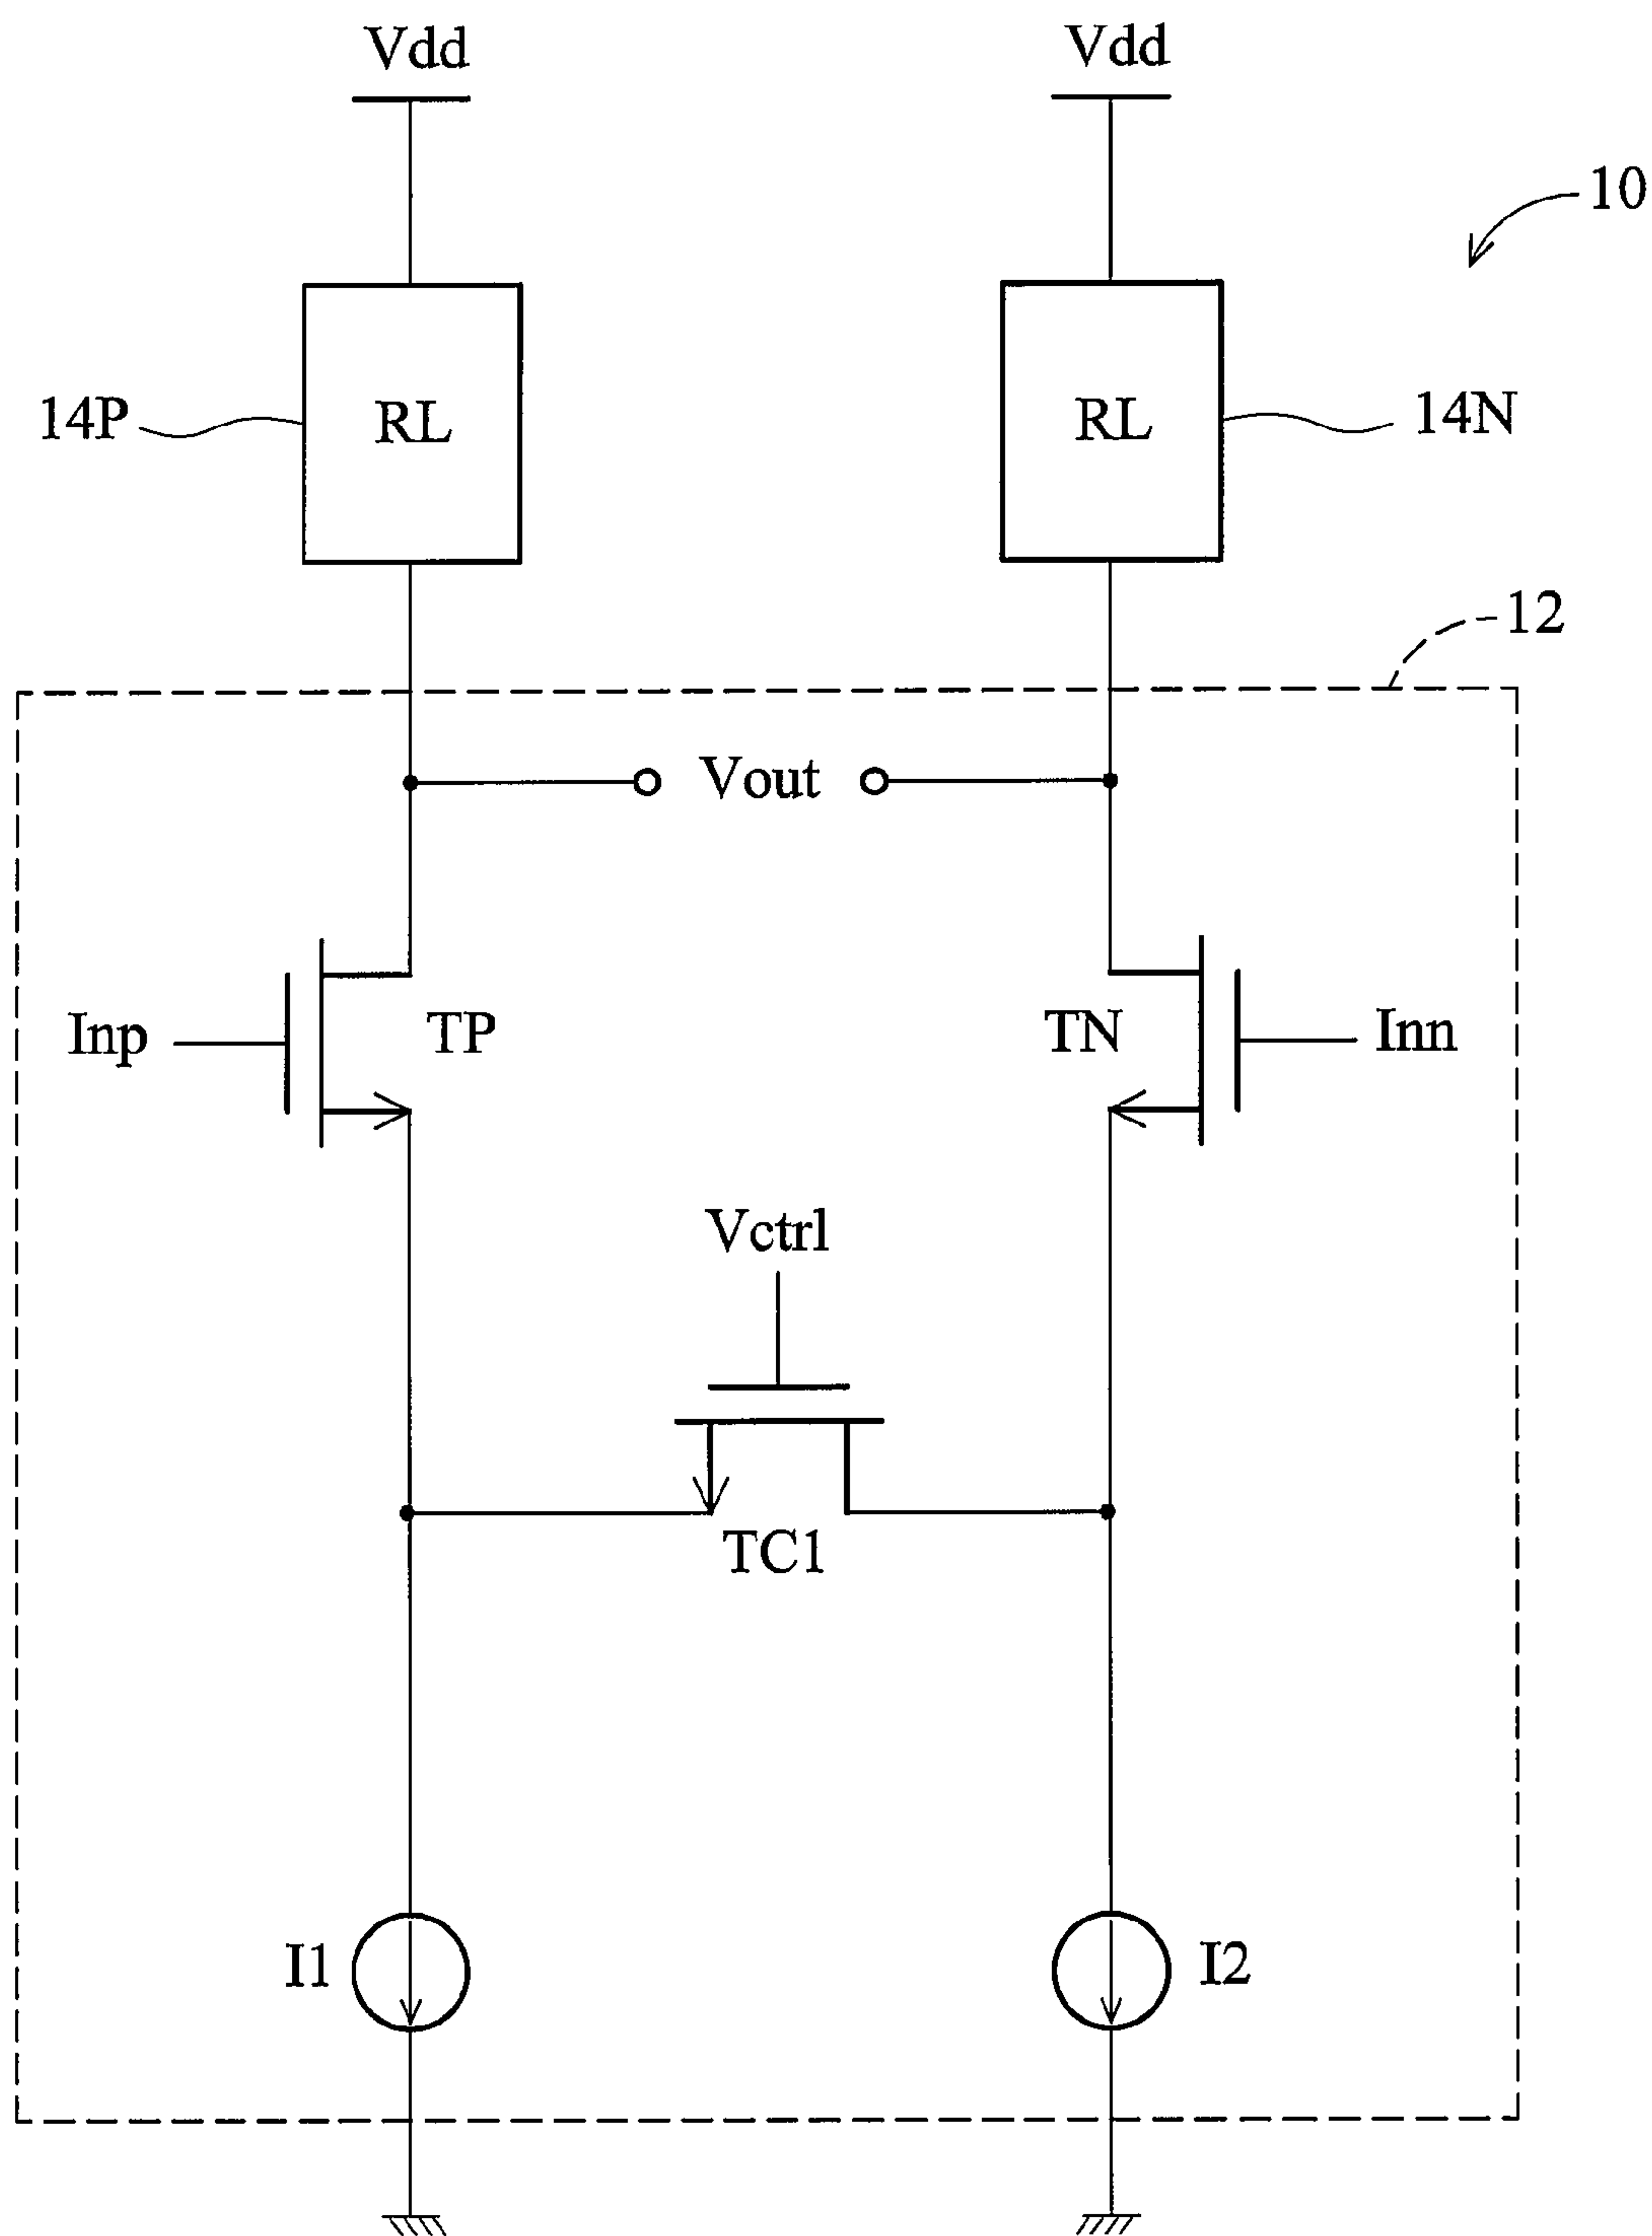 Vdd
Vdd
10
RL
RL
14P
14N
12
Vout
Inp
TP
TN
Inn
Vctrl
TC1
I1
I2